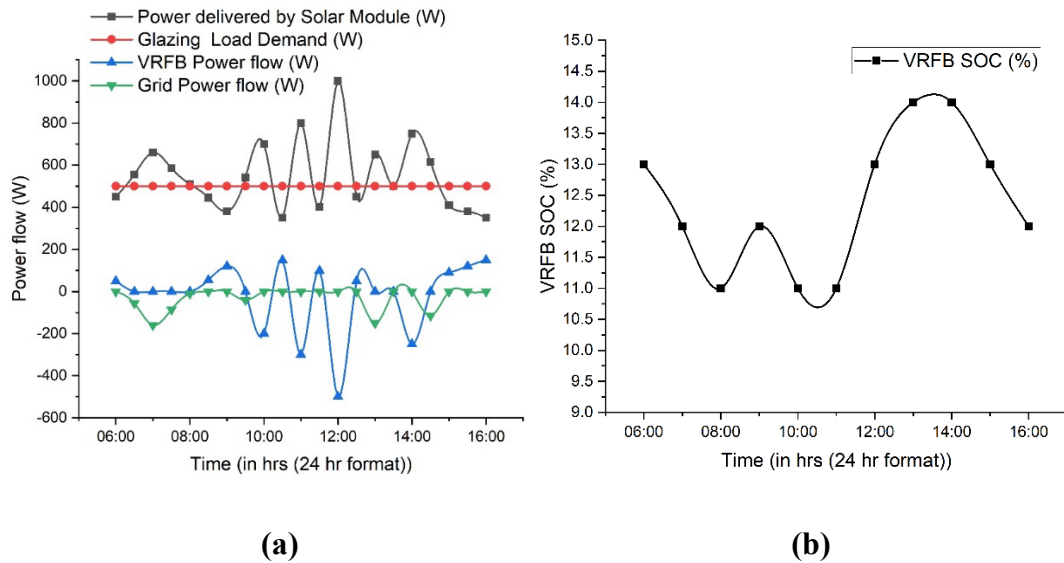 Power delivered by Solar Module (W)
Glazing Load Demand (W)
VRFB Power flow (W)
Grid Power flow (W)
1000
800
600
400
200
0
-200
-400
-600
Power flow (W)
06:00 08:00 10:00 12:00 14:00 16:00
Time (in hrs (24 hr format))
(a)
VRFB SOC (%)
15.0
14.5
14.0
13.5
13.0
12.5
12.0
11.5
11.0
10.5
10.0
9.5
9.0
VRFB SOC (%)
06:00 08:00 10:00 12:00 14:00 16:00
Time (in hrs (24 hr format))
(b)